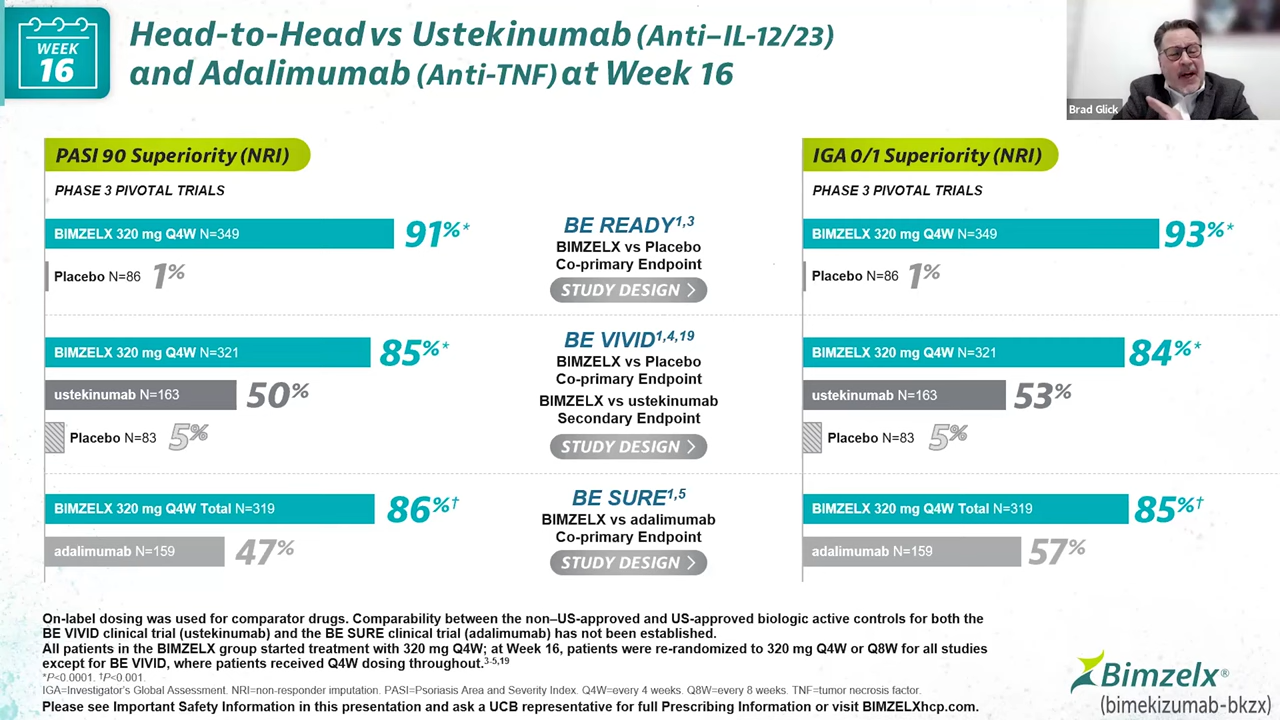 WEEK
16
Head-to-Head vs Ustekinumab (Anti–IL-12/23)
and Adalimumab (Anti-TNF) at Week 16
Brad Glick
PASI 90 Superiority (NRI)
PHASE 3 PIVOTAL TRIALS
BIMZELX 320 mg Q4W N=349
91%*
Placebo N=86 1%
BE READY1,3
BIMZELX vs Placebo
Co-primary Endpoint
STUDY DESIGN >
IGA 0/1 Superiority (NRI)
PHASE 3 PIVOTAL TRIALS
BIMZELX 320 mg Q4W N=349
93%*
Placebo N=86 1%
BIMZELX 320 mg Q4W N=321
85%*
ustekinumab N=163
50%
Placebo N=83 5%
BE VIVID1,4,19
BIMZELX vs Placebo
Co-primary Endpoint
BIMZELX vs ustekinumab
Secondary Endpoint
STUDY DESIGN >
BIMZELX 320 mg Q4W N=321
84%*
ustekinumab N=163
53%
Placebo N=83 5%
BIMZELX 320 mg Q4W Total N=319
86%†
adalimumab N=159
47%
BE SURE1,5
BIMZELX vs adalimumab
Co-primary Endpoint
STUDY DESIGN >
BIMZELX 320 mg Q4W Total N=319
85%†
adalimumab N=159
57%
On-label dosing was used for comparator drugs. Comparability between the non–US-approved and US-approved biologic active controls for both the
BE VIVID clinical trial (ustekinumab) and the BE SURE clinical trial (adalimumab) has not been established.
All patients in the BIMZELX group started treatment with 320 mg Q4W; at Week 16, patients were re-randomized to 320 mg Q4W or Q8W for all studies
except for BE VIVID, where patients received Q4W dosing throughout.3-5,19
*P<0.0001. †P<0.001.
IGA=Investigator's Global Assessment. NRI=non-responder imputation. PASI=Psoriasis Area and Severity Index. Q4W=every 4 weeks. Q8W=every 8 weeks. TNF=tumor necrosis factor.
Please see Important Safety Information in this presentation and ask a UCB representative for full Prescribing Information or visit BIMZELXhcp.com.
Bimzelx®
(bimekizumab-bkzx)